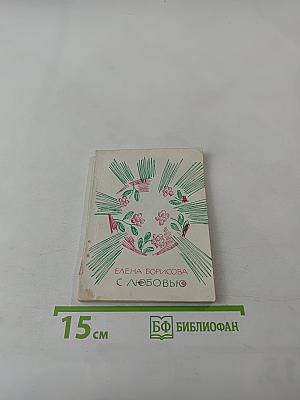 ЕЛЕНА БОРИСОВА
С ЛЮБОВЬЮ
15 см
БФ БИБЛИОФАН